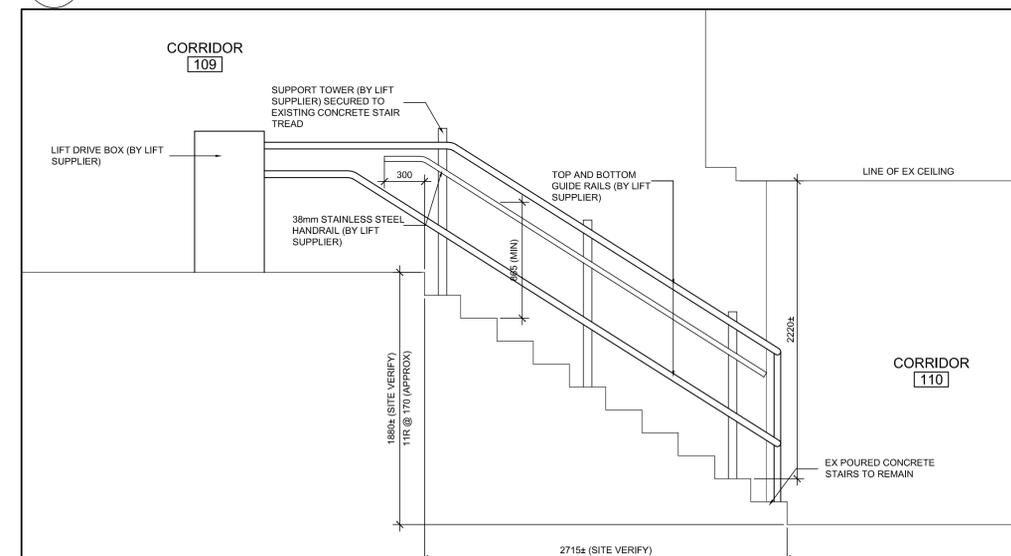 CORRIDOR
109
SUPPORT TOWER (BY LIFT
SUPPLIER) SECURED TO
EXISTING CONCRETE STAIR
TREAD
LIFT DRIVE BOX (BY LIFT
SUPPLIER)
300
TOP AND BOTTOM
GUIDE RAILS (BY LIFT
SUPPLIER)
LINE OF EX CEILING
38mm STAINLESS STEEL
HANDRAIL (BY LIFT
SUPPLIER)
865 (MIN)
2220±
1880± (SITE VERIFY)
11R @ 170 (APPROX)
CORRIDOR
110
EX POURED CONCRETE
STAIRS TO REMAIN
2715± (SITE VERIFY)